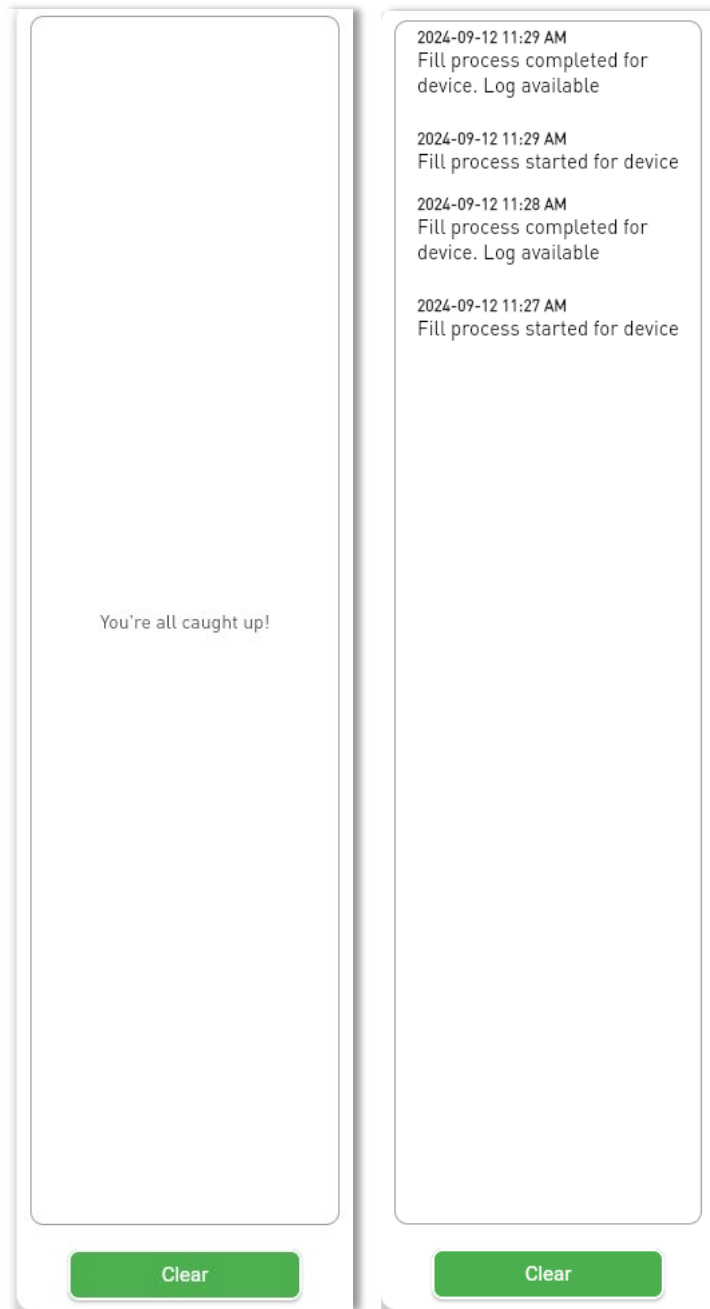 You're all caught up!
Clear
2024-09-12 11:29 AM
Fill process completed for
device. Log available
2024-09-12 11:29 AM
Fill process started for device
2024-09-12 11:28 AM
Fill process completed for
device. Log available
2024-09-12 11:27 AM
Fill process started for device
Clear